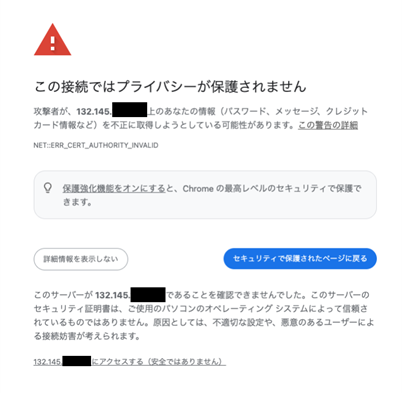 この接続ではプライバシーが保護されません
攻撃者が、132.145.上のあなたの情報（パスワード、メッセージ、クレジット
カード情報など）を不正に取得しようとしている可能性があります。この警告の詳細
NET::ERR_CERT_AUTHORITY_INVALID
保護強化機能をオンにすると、Chrome の最高レベルのセキュリティで保護で
きます。
詳細情報を表示しない
セキュリティで保護されたページに戻る
このサーバーが 132.145.であることを確認できませんでした。このサーバーの
セキュリティ証明書は、ご使用のパソコンのオペレーティング システムによって信頼さ
れているものではありません。原因としては、不適切な設定や、悪意のあるユーザーによ
る接続妨害が考えられます。
132.145.にアクセスする（安全ではありません）